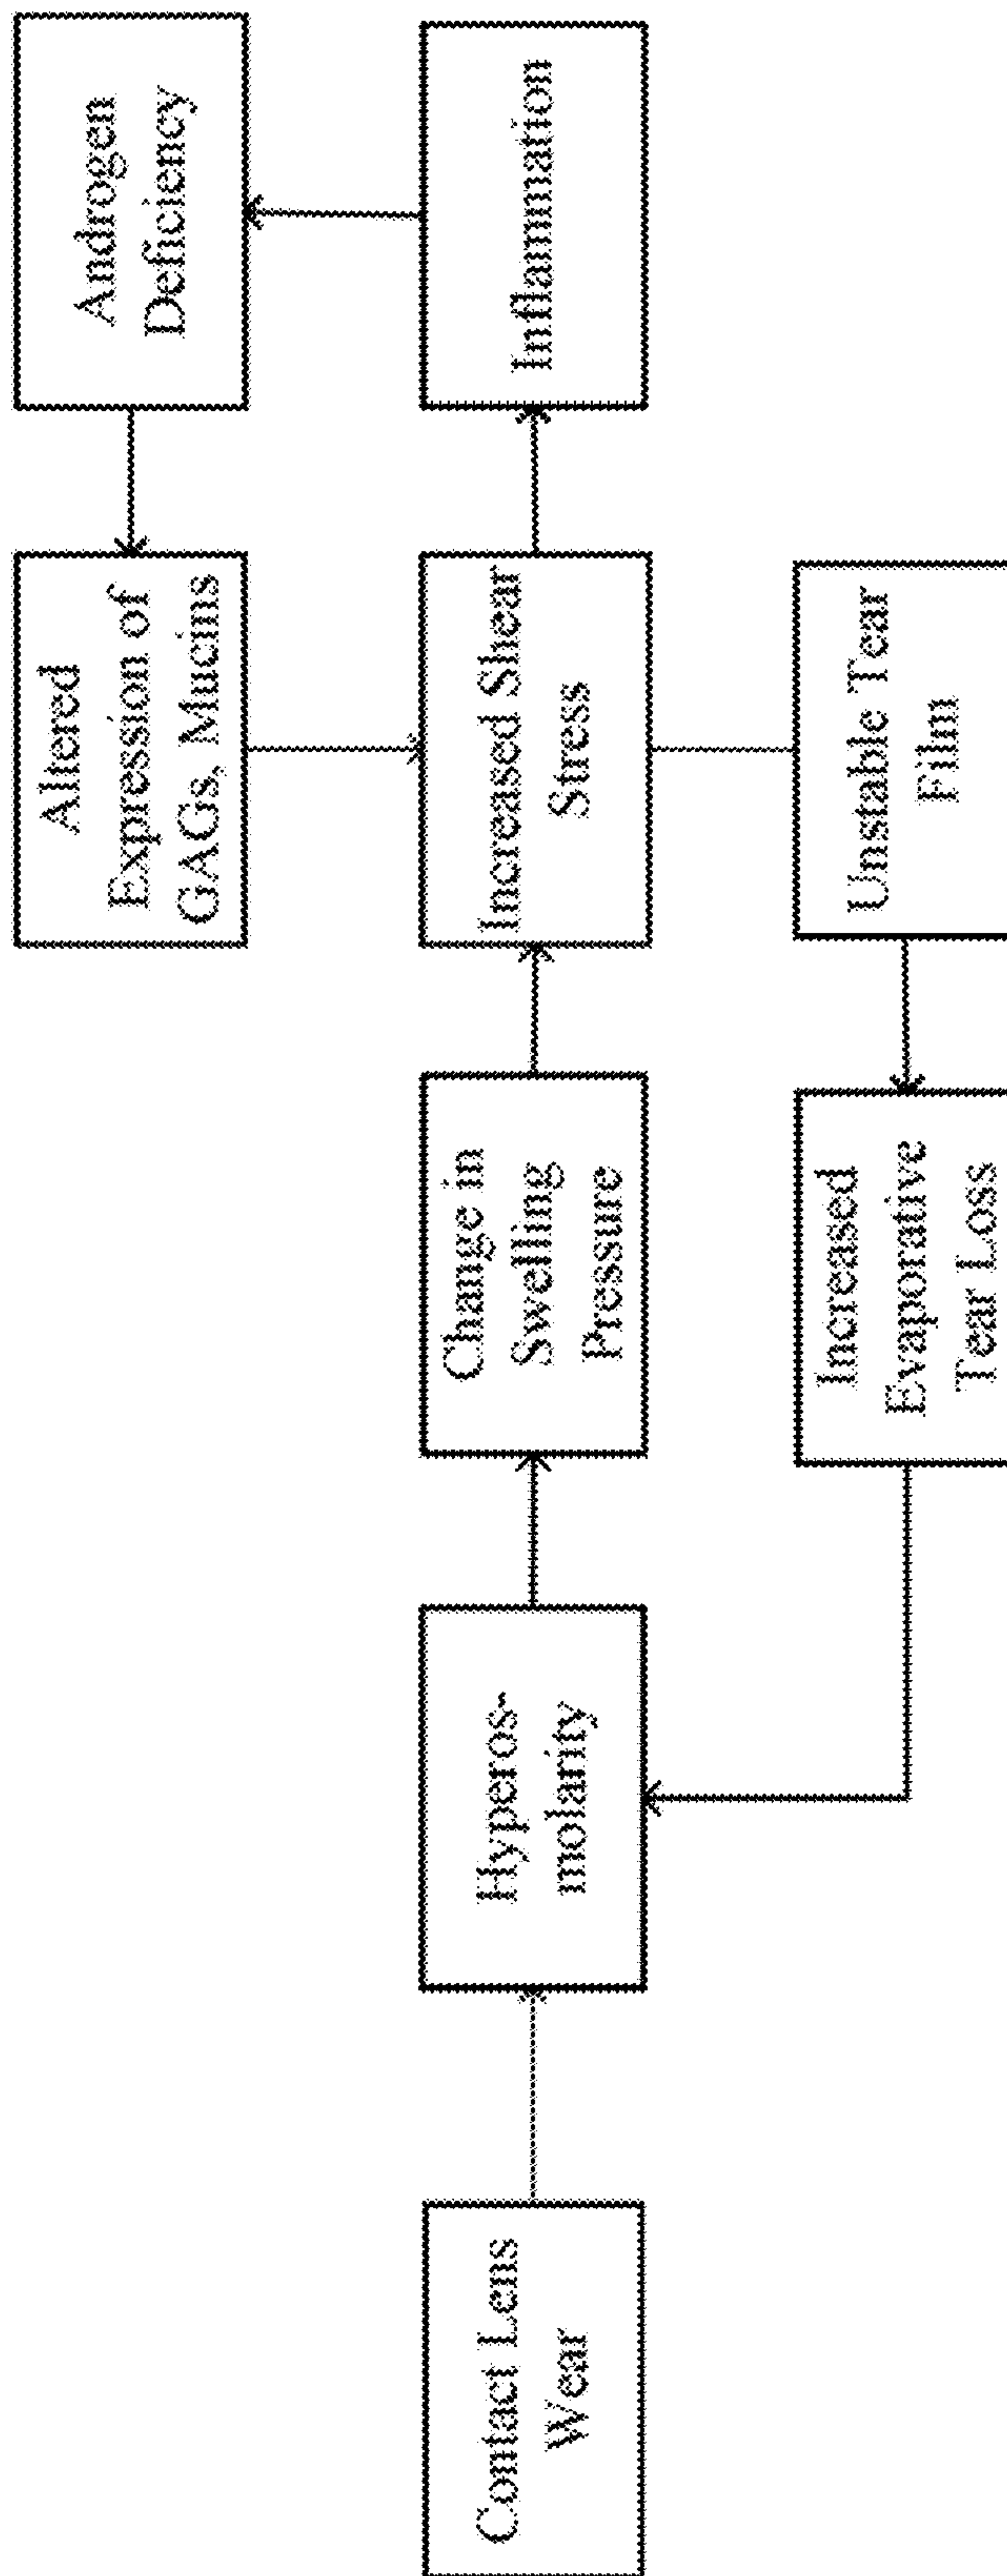 Altered
Expression of
GAGs, Mucins
Androgen
Deficiency
Contact Lens
Wear
Hyperos-
molarity
Change in
Swelling
Pressure
Increased Shear
Stress
Inflammation
Increased
Evaporative
Tear Loss
Unstable Tear
Film